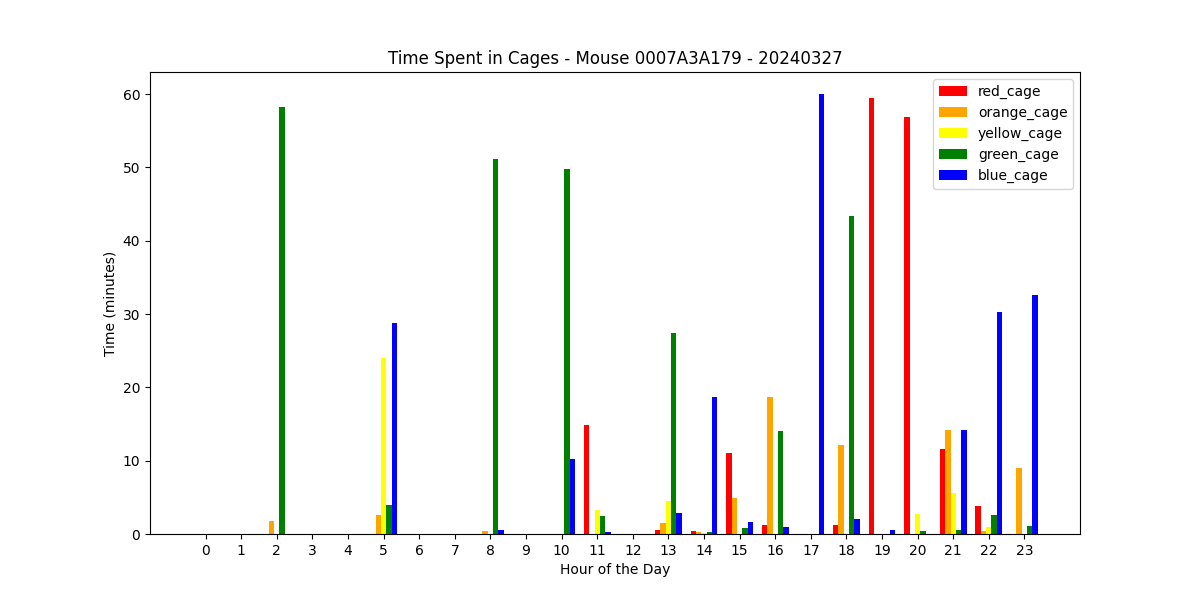 Time Spent in Cages - Mouse 0007A3A179 - 20240327
red_cage
orange_cage
yellow_cage
green_cage
blue_cage
Time (minutes)
60
50
40
30
20
10
0
0 1 2 3 4 5 6 7 8 9 10 11 12 13 14 15 16 17 18 19 20 21 22 23
Hour of the Day